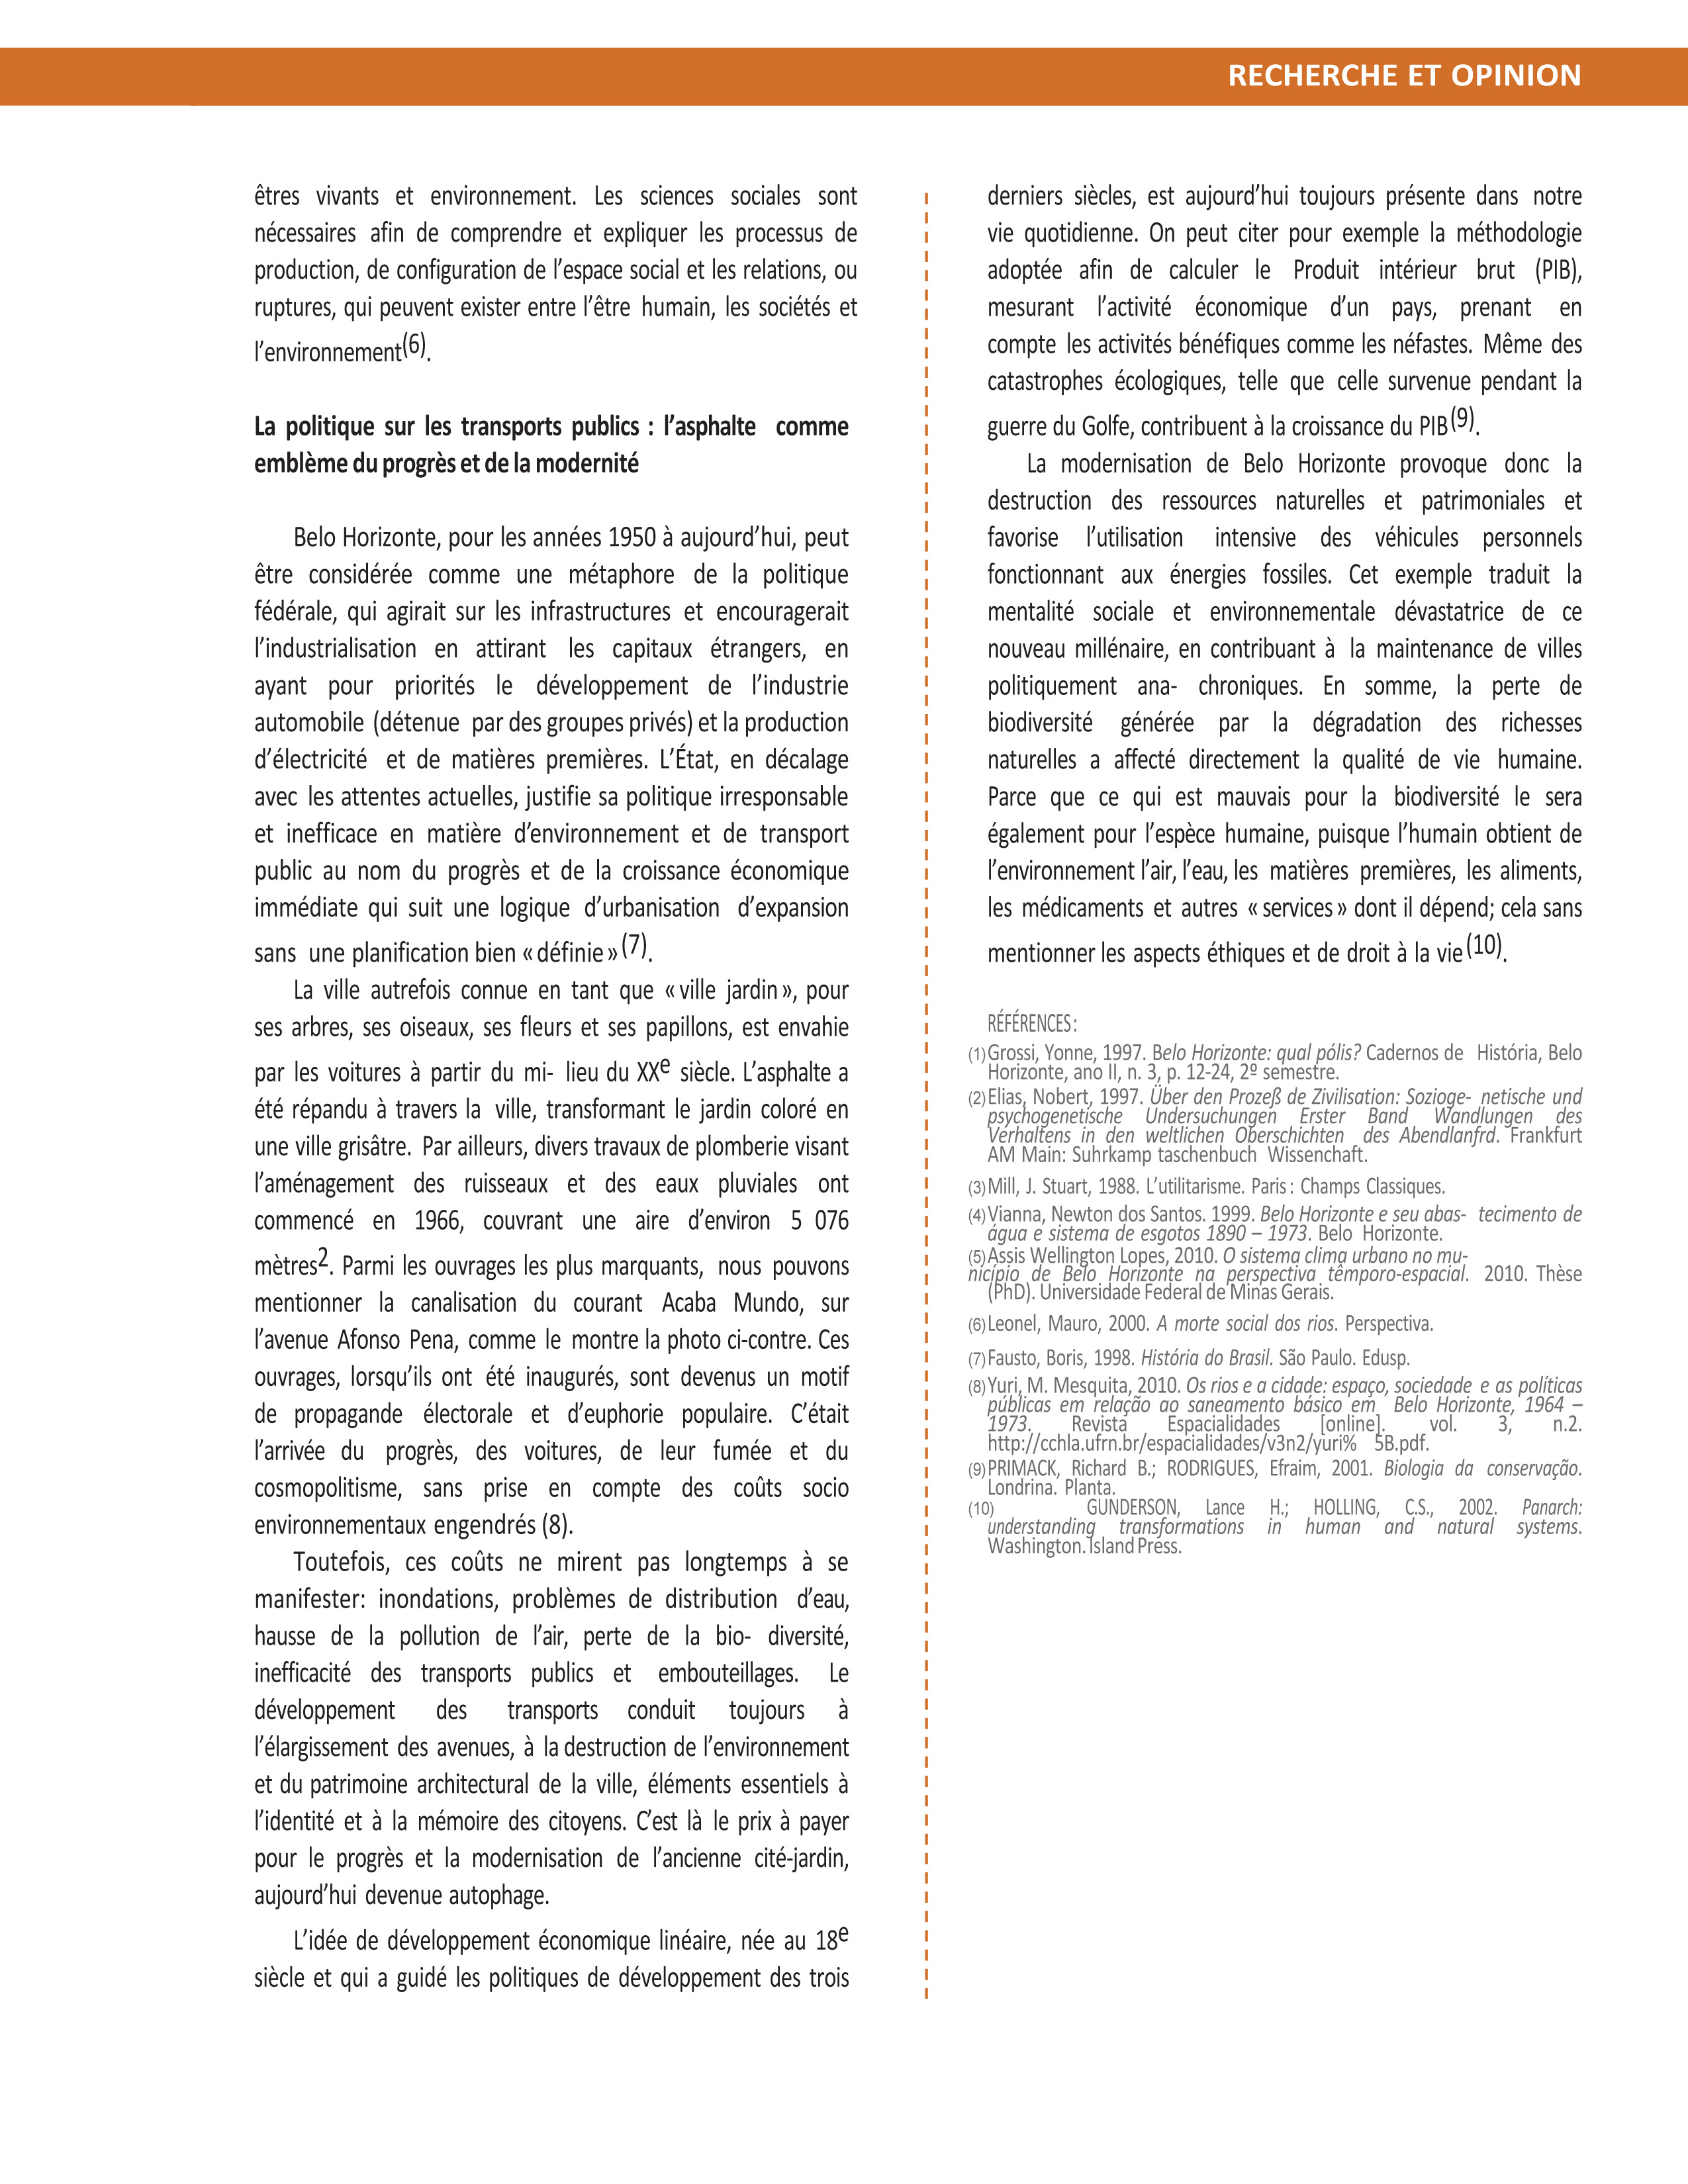 RECHERCHE ET OPINION
êtres vivants et environnement. Les sciences sociales sont
nécessaires afin de comprendre et expliquer les processus de
production, de configuration de l’espace social et les relations, ou
ruptures, qui peuvent exister entre l’être humain, les sociétés et
l’environnement(6).
La politique sur les transports publics : l’asphalte comme
emblème du progrès et de la modernité
Belo Horizonte, pour les années 1950 à aujourd’hui, peut
être considérée comme une métaphore de la politique
fédérale, qui agirait sur les infrastructures et encouragerait
l’industrialisation en attirant les capitaux étrangers, en
ayant pour priorités le développement de l’industrie
automobile (détenue par des groupes privés) et la production
d’électricité et de matières premières. L’État, en décalage
avec les attentes actuelles, justifie sa politique irresponsable
et inefficace en matière d’environnement et de transport
public au nom du progrès et de la croissance économique
immédiate qui suit une logique d’urbanisation d’expansion
sans une planification bien « définie »(7).
La ville autrefois connue en tant que « ville jardin », pour
ses arbres, ses oiseaux, ses fleurs et ses papillons, est envahie
par les voitures à partir du mi- lieu du XXe siècle. L’asphalte a
été répandu à travers la ville, transformant le jardin coloré en
une ville grisâtre. Par ailleurs, divers travaux de plomberie visant
l’aménagement des ruisseaux et des eaux pluviales ont
commencé en 1966, couvrant une aire d’environ 5 076
mètres2. Parmi les ouvrages les plus marquants, nous pouvons
mentionner la canalisation du courant Acaba Mundo, sur
l’avenue Afonso Pena, comme le montre la photo ci-contre. Ces
ouvrages, lorsqu’ils ont été inaugurés, sont devenus un motif
de propagande électorale et d’euphorie populaire. C’était
l’arrivée du progrès, des voitures, de leur fumée et du
cosmopolitisme, sans prise en compte des coûts socio
environnementaux engendrés (8).
Toutefois, ces coûts ne mirent pas longtemps à se
manifester: inondations, problèmes de distribution d’eau,
hausse de la pollution de l’air, perte de la bio- diversité,
inefficacité des transports publics et embouteillages. Le
développement des transports conduit toujours à
l’élargissement des avenues, à la destruction de l’environnement
et du patrimoine architectural de la ville, éléments essentiels à
l’identité et à la mémoire des citoyens. C’est là le prix à payer
pour le progrès et la modernisation de l’ancienne cité-jardin,
aujourd’hui devenue autophage.
L’idée de développement économique linéaire, née au 18e
siècle et qui a guidé les politiques de développement des trois
derniers siècles, est aujourd’hui toujours présente dans notre
vie quotidienne. On peut citer pour exemple la méthodologie
adoptée afin de calculer le Produit intérieur brut (PIB),
mesurant l’activité économique d’un pays, prenant en
compte les activités bénéfiques comme les néfastes. Même des
catastrophes écologiques, telle que celle survenue pendant la
guerre du Golfe, contribuent à la croissance du PIB(9).
La modernisation de Belo Horizonte provoque donc la
destruction des ressources naturelles et patrimoniales et
favorise l’utilisation intensive des véhicules personnels
fonctionnant aux énergies fossiles. Cet exemple traduit la
mentalité sociale et environnementale dévastatrice de ce
nouveau millénaire, en contribuant à la maintenance de villes
politiquement ana- chroniques. En somme, la perte de
biodiversité générée par la dégradation des richesses
naturelles a affecté directement la qualité de vie humaine.
Parce que ce qui est mauvais pour la biodiversité le sera
également pour l’espèce humaine, puisque l’humain obtient de
l’environnement l’air, l’eau, les matières premières, les aliments,
les médicaments et autres « services » dont il dépend; cela sans
mentionner les aspects éthiques et de droit à la vie(10).
RÉFÉRENCES :
(1)Grossi, Yonne, 1997. Belo Horizonte: qual pólis? Cadernos de História, Belo
Horizonte, ano II, n. 3, p. 12-24, 2º semestre.
(2)Elias, Nobert, 1997. Über den Prozeß de Zivilisation: Sozioge- netische und
psychogenetische Undersuchungen Erster Band Wandlungen des
Verhaltens in den weltlichen Oberschichten des Abendlanfrd. Frankfurt
AM Main: Suhrkamp taschenbuch Wissenchaft.
(3)Mill, J. Stuart, 1988. L’utilitarisme. Paris : Champs Classiques.
(4)Vianna, Newton dos Santos. 1999. Belo Horizonte e seu abas- tecimento de
água e sistema de esgotos 1890 – 1973. Belo Horizonte.
(5)Assis Wellington Lopes, 2010. O sistema clima urbano no mu-
nicípio de Belo Horizonte na perspectiva têmporo-espacial. 2010. Thèse
(PhD). Universidade Federal de Minas Gerais.
(6)Leonel, Mauro, 2000. A morte social dos rios. Perspectiva.
(7)Fausto, Boris, 1998. História do Brasil. São Paulo. Edusp.
(8)Yuri, M. Mesquita, 2010. Os rios e a cidade: espaço, sociedade e as políticas
públicas em relação ao saneamento básico em Belo Horizonte, 1964 –
1973. Revista Espacialidades [online]. vol. 3, n.2.
http://cchla.ufrn.br/espacialidades/v3n2/yuri% 5B.pdf.
(9)PRIMACK, Richard B.; RODRIGUES, Efraim, 2001. Biologia da conservação.
Londrina. Planta.
(10) GUNDERSON, Lance H.; HOLLING, C.S., 2002. Panarch:
understanding transformations in human and natural systems.
Washington. Island Press.